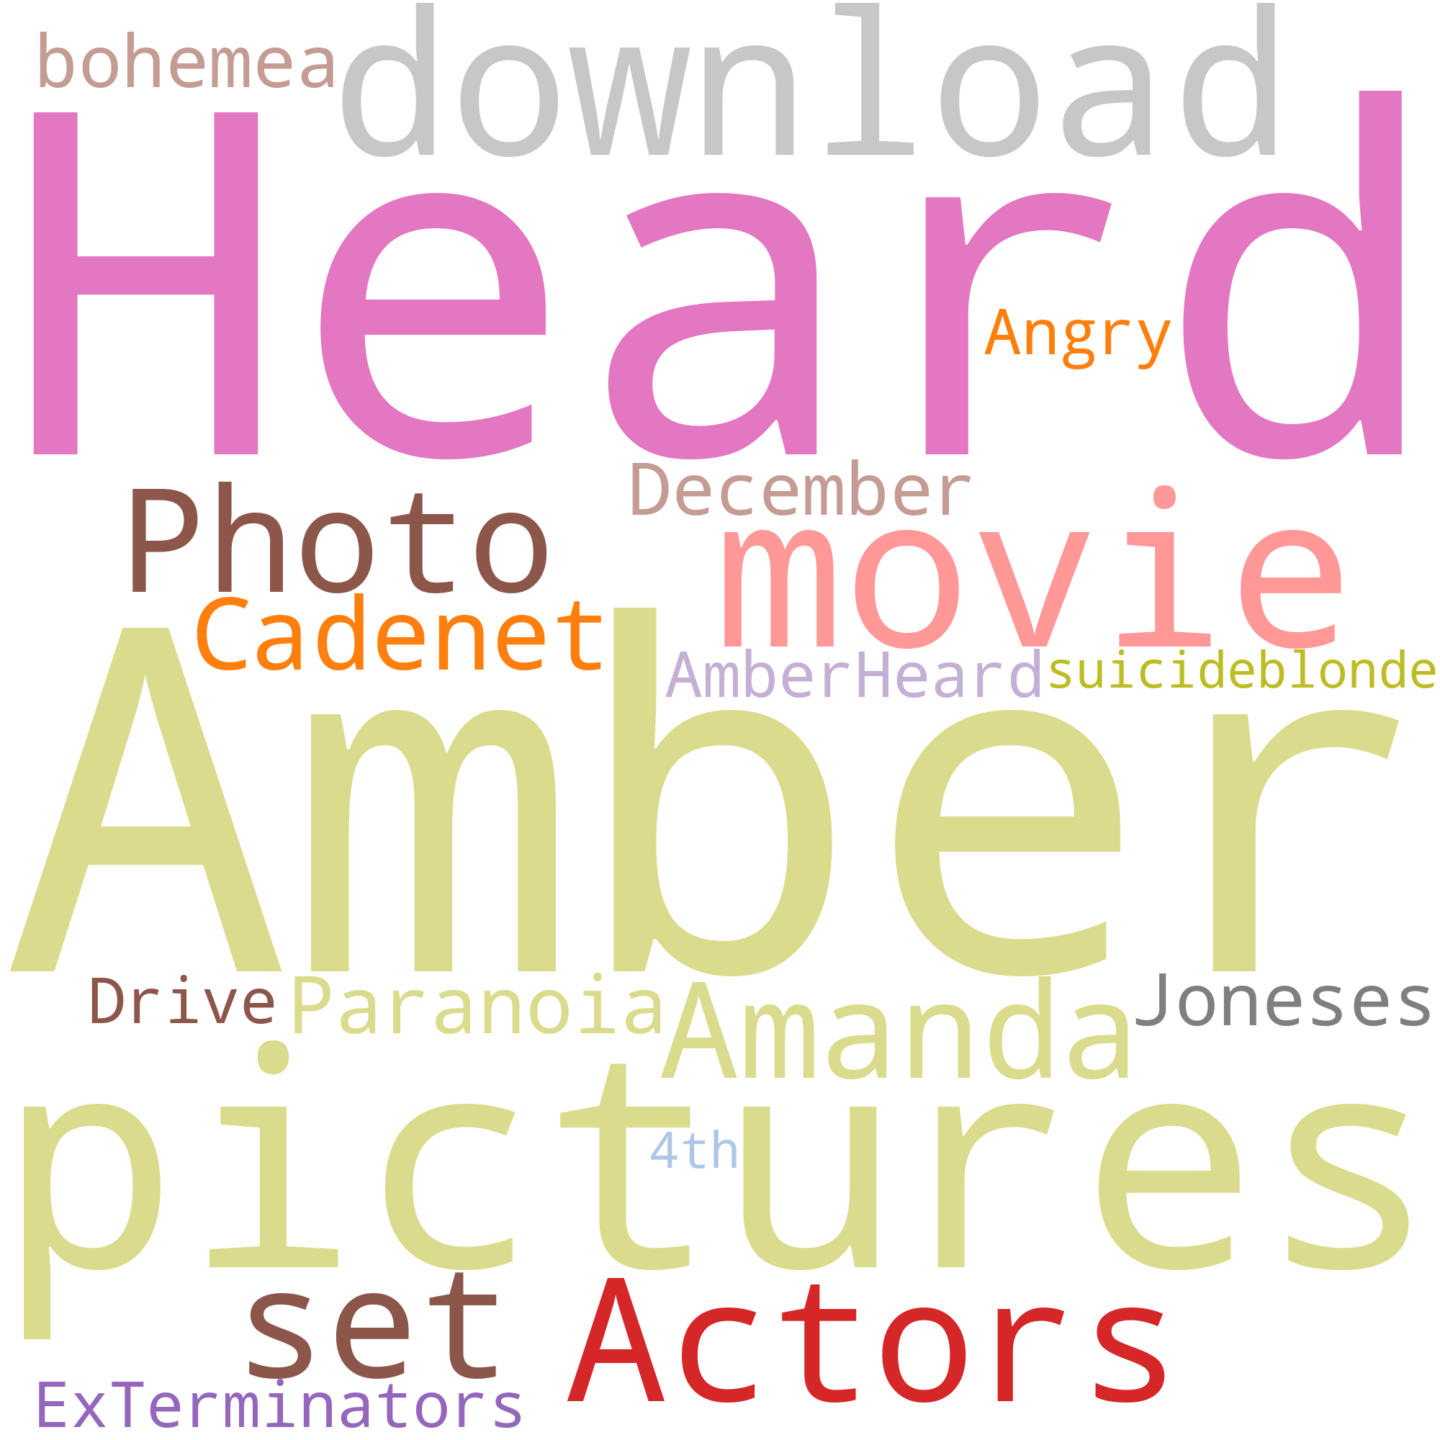 bohemea download
Heard
Angry
December
Photo movie
Cadenet
AmberHeard suicideblonde
Amber
Drive Paranoia Amanda Joneses
pictures
4th
set Actors
ExTerminators